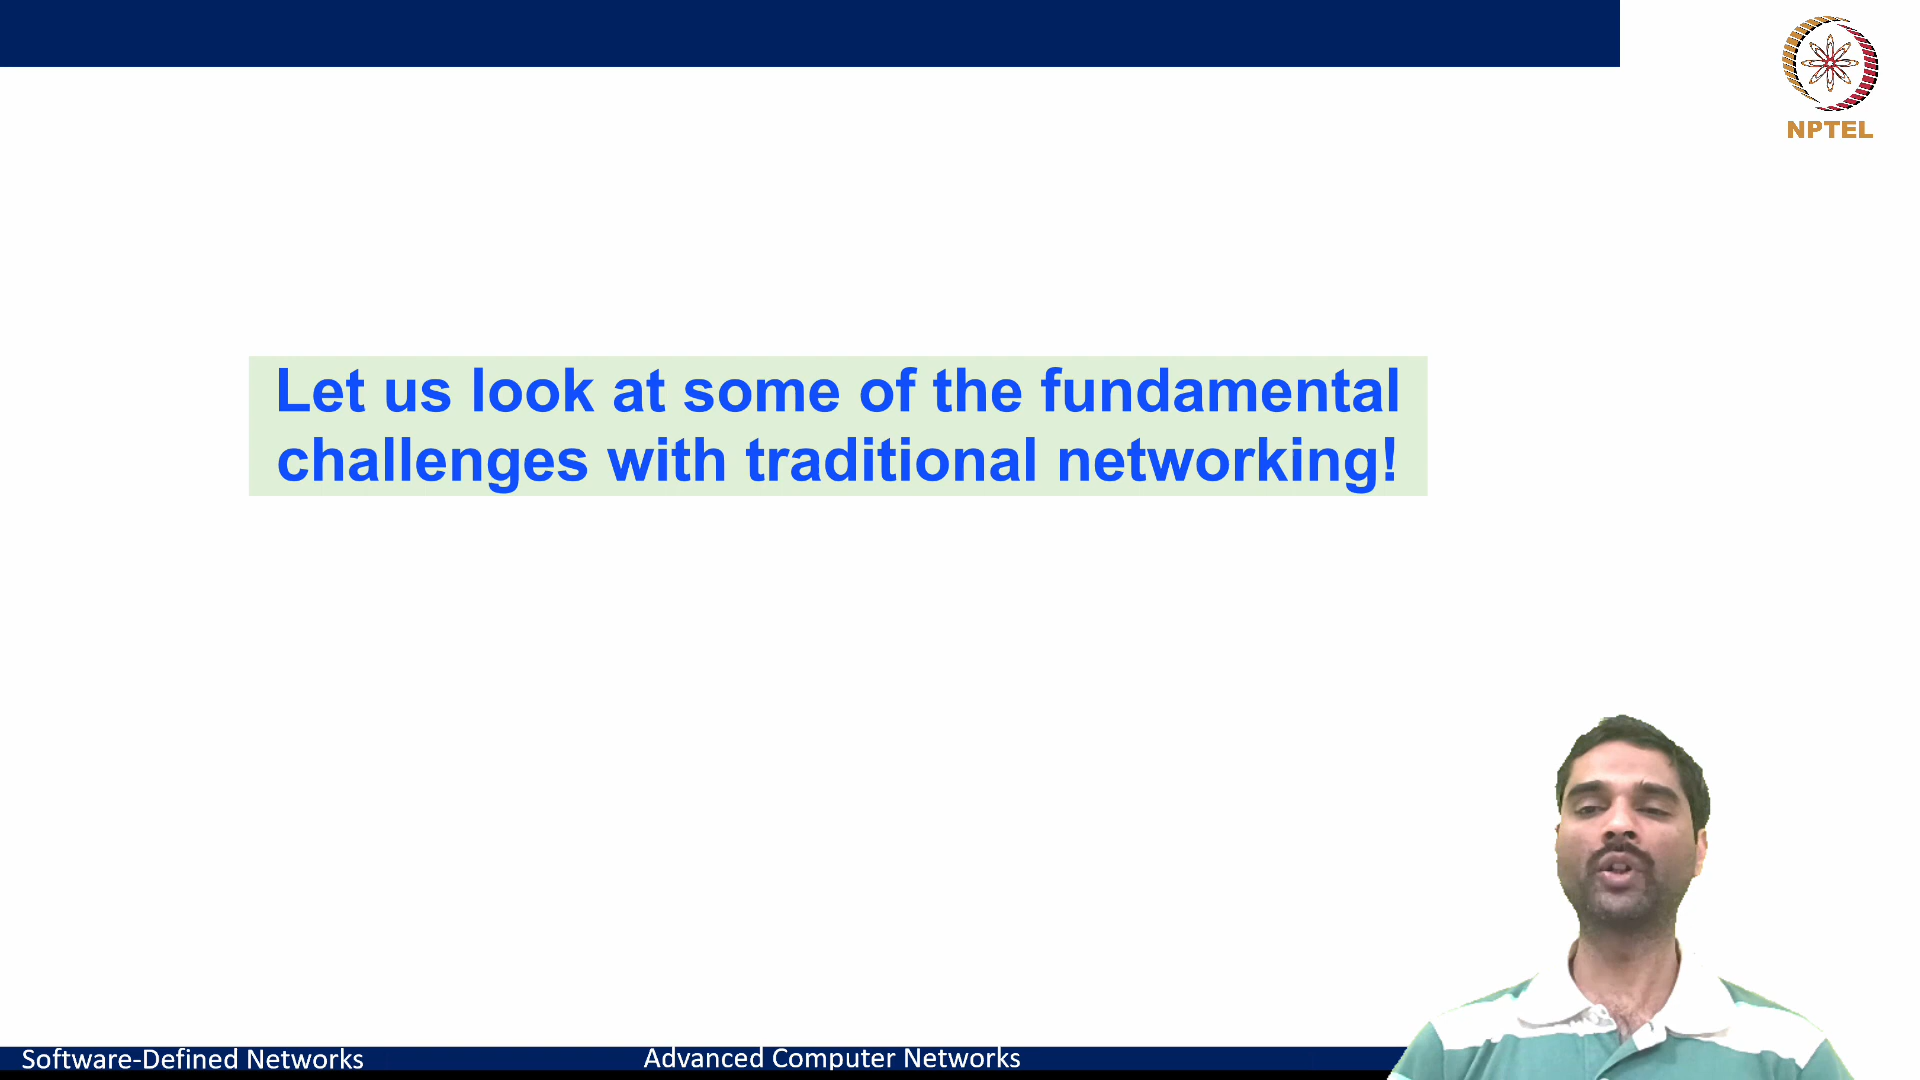 NPTEL
Let us look at some of the fundamental
challenges with traditional networking!
Software-Defined Networks
Advanced Computer Networks